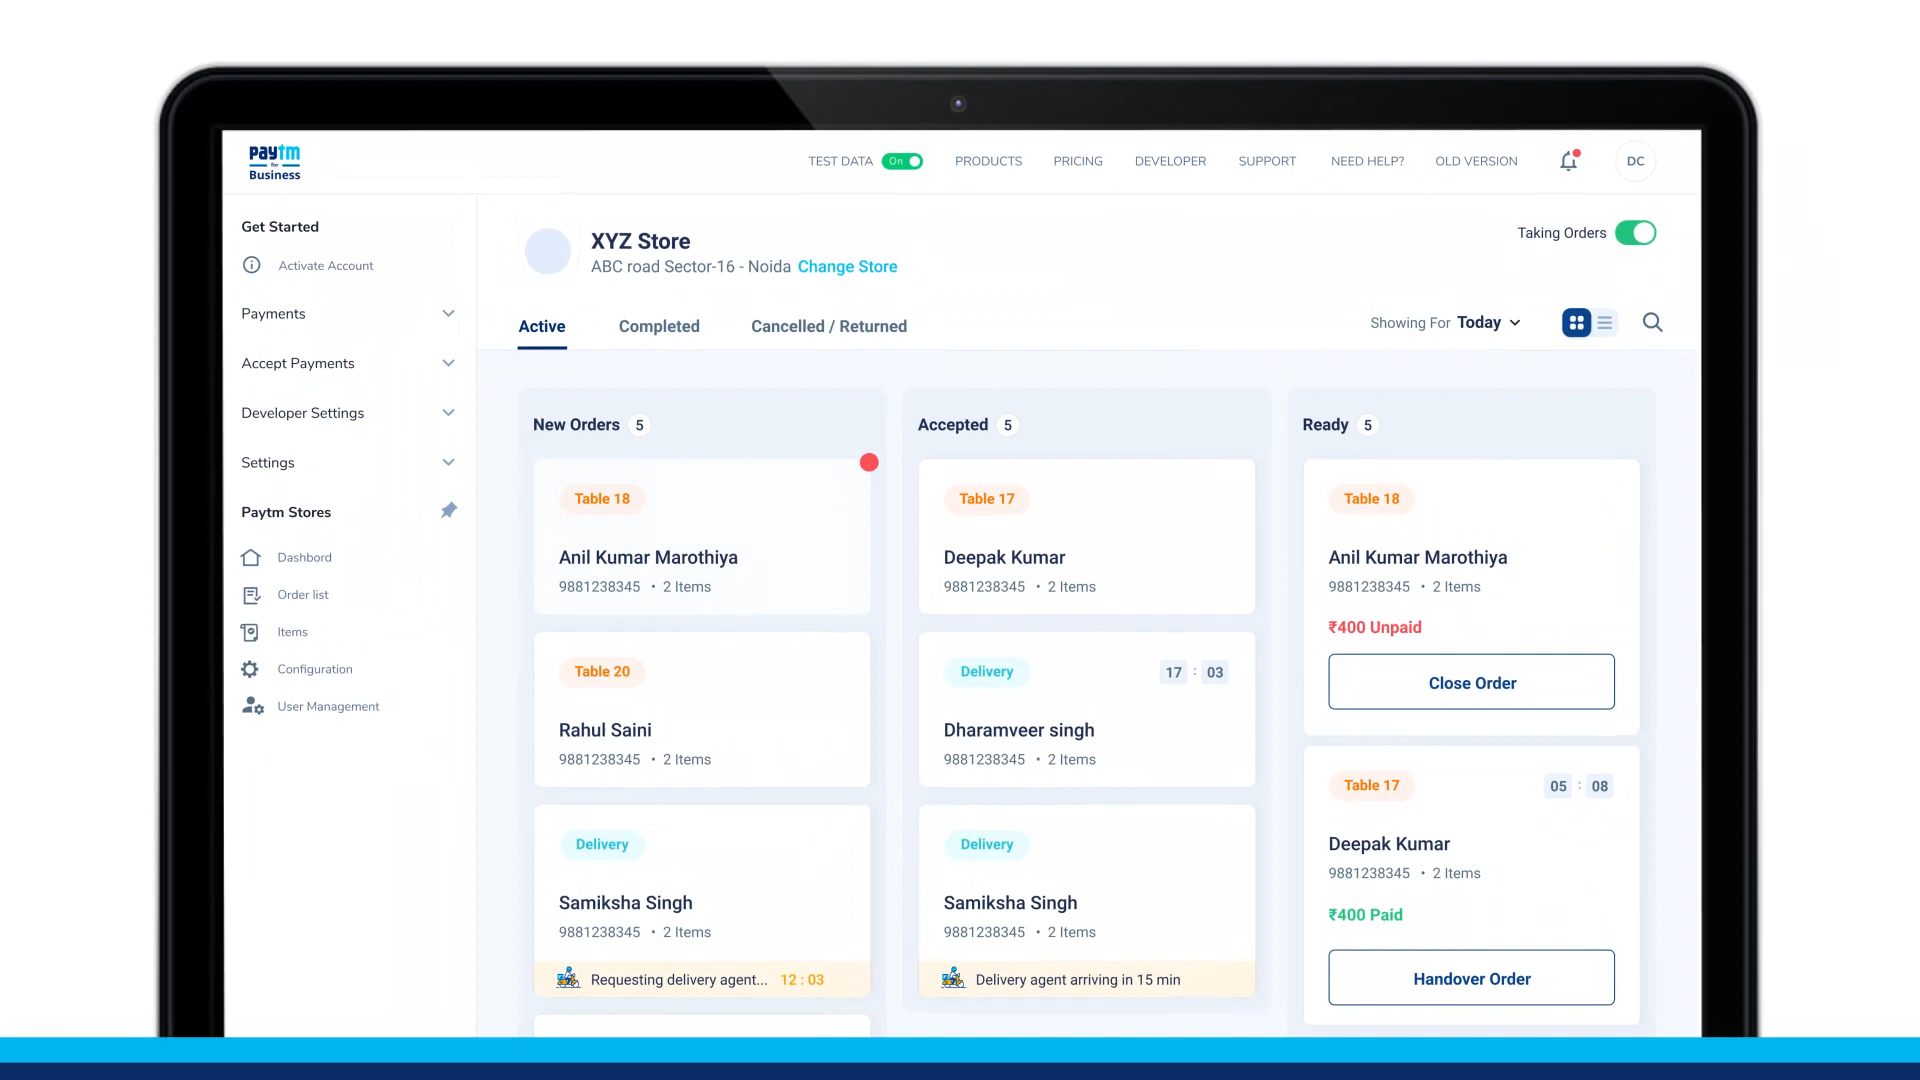 paytm
for
Business
TEST DATA On PRODUCTS PRICING DEVELOPER SUPPORT NEED HELP? OLD VERSION DC
Get Started
Activate Account
Payments
Accept Payments
Developer Settings
Settings
Paytm Stores
Dashbord
Order list
Items
Configuration
User Management
XYZ Store
ABC road Sector-16 - Noida Change Store
Taking Orders
Active Completed Cancelled / Returned
Showing For Today
New Orders 5
Table 18
Anil Kumar Marothiya
9881238345 • 2 Items
Table 20
Rahul Saini
9881238345 • 2 Items
Delivery
Samiksha Singh
9881238345 • 2 Items
Requesting delivery agent... 12 : 03
Accepted 5
Table 17
Deepak Kumar
9881238345 • 2 Items
Delivery 17 : 03
Dharamveer singh
9881238345 • 2 Items
Delivery
Samiksha Singh
9881238345 • 2 Items
Delivery agent arriving in 15 min
Ready 5
Table 18
Anil Kumar Marothiya
9881238345 • 2 Items
₹400 Unpaid
Close Order
Table 17 05 : 08
Deepak Kumar
9881238345 • 2 Items
₹400 Paid
Handover Order